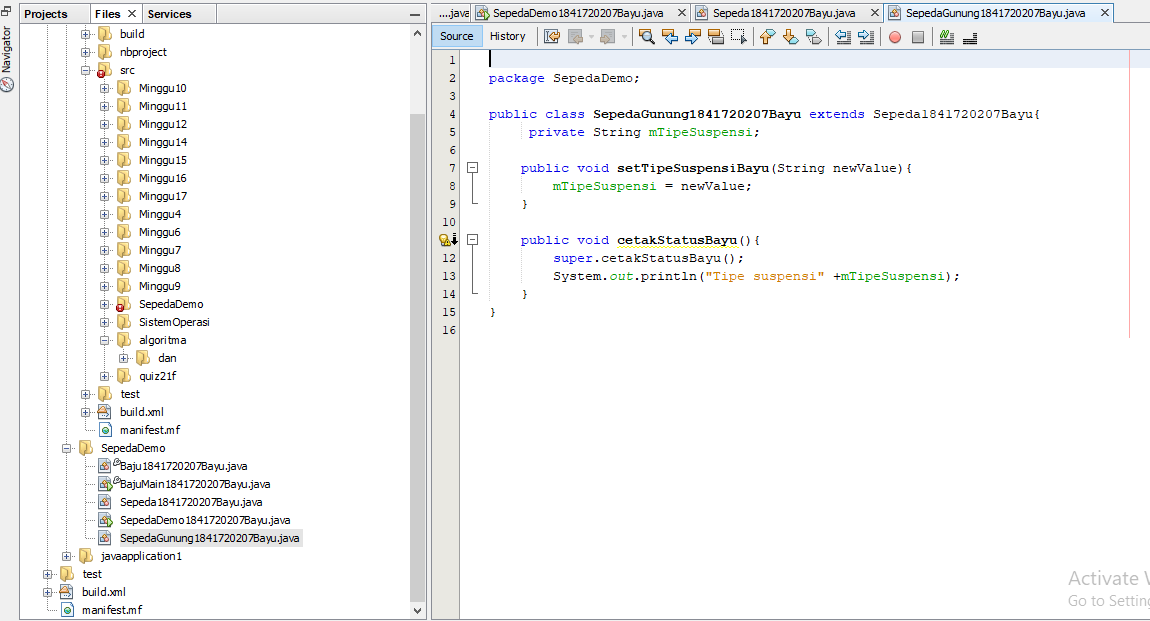 Projects Files Services
Navigator
build
nbproject
src
Minggu10
Minggu11
Minggu12
Minggu14
Minggu15
Minggu16
Minggu17
Minggu4
Minggu6
Minggu7
Minggu8
Minggu9
SepedaDemo
SistemOperasi
algoritma
dan
quiz21f
test
build.xml
manifest.mf
SepedaDemo
Baju1841720207Bayu.java
BajuMain1841720207Bayu.java
Sepeda1841720207Bayu.java
SepedaDemo1841720207Bayu.java
SepedaGunung1841720207Bayu.java
javaapplication1
test
build.xml
manifest.mf
....java SepedaDemo1841720207Bayu.java Sepeda1841720207Bayu.java SepedaGunung1841720207Bayu.java
Source History
1
2 package SepedaDemo;
3
4 public class SepedaGunung1841720207Bayu extends Sepeda1841720207Bayu{
5 private String mTipeSuspensi;
6
7 public void setTipeSuspensiBayu(String newValue){
8 mTipeSuspensi = newValue;
9 }
10
public void cetakStatusBayu(){
12 super.cetakStatusBayu();
13 System.out.println("Tipe suspensi" +mTipeSuspensi);
14 }
15 }
16
Activate
Go to Setting